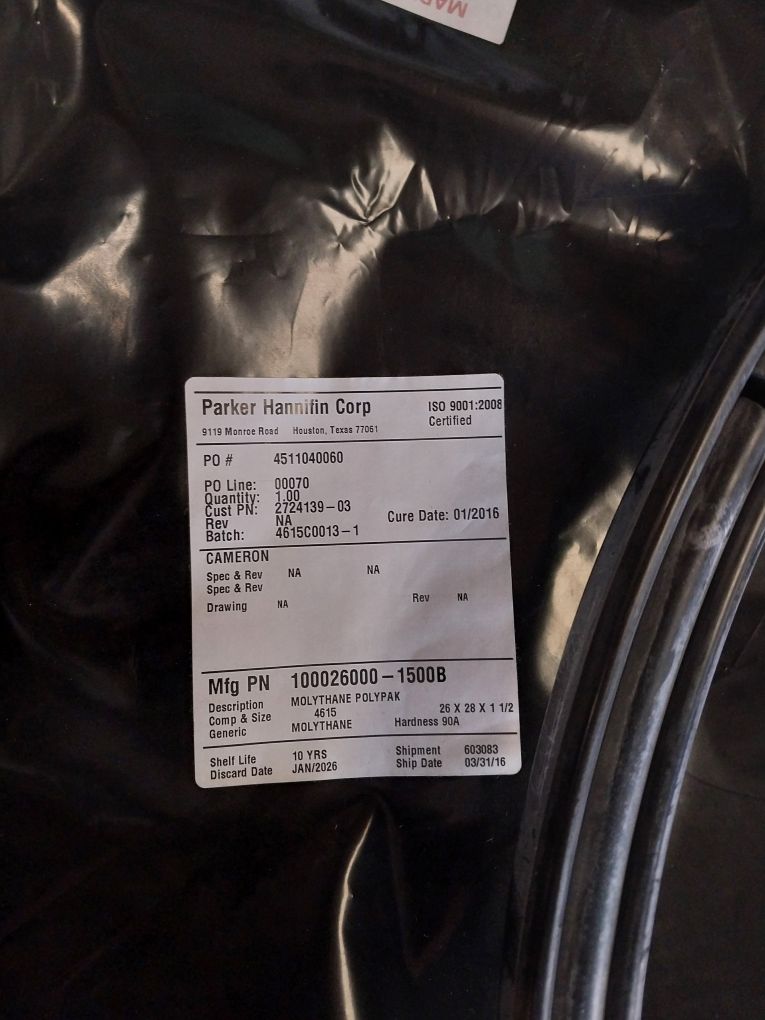 Parker Hannifin Corp
ISO 9001:2008
Certified
9119 Monroe Road Houston, Texas 77061
PO # 4511040060
PO Line: 00070
Quantity: 1.00
Cust PN: 2724139-03
Rev NA
Cure Date: 01/2016
Batch: 4615C0013-1
CAMERON
Spec & Rev NA NA
Spec & Rev
Drawing NA Rev NA
Mfg PN 100026000-1500B
Description MOLYTHANE POLYPAK
Comp & Size 4615 26 X 28 X 1 1/2
Generic MOLYTHANE Hardness 90A
Shelf Life 10 YRS Shipment 603083
Discard Date JAN/2026 Ship Date 03/31/16